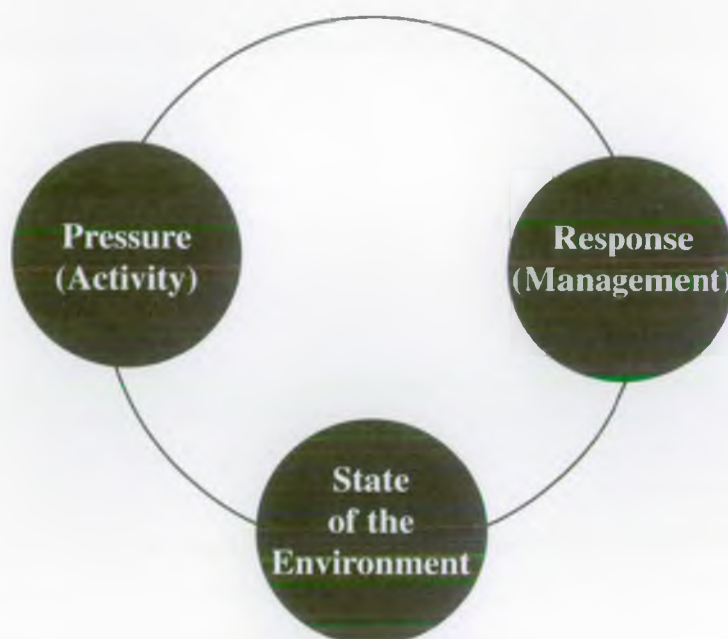 Pressure
(Activity)
Response
(Management)
State
of the
Environment